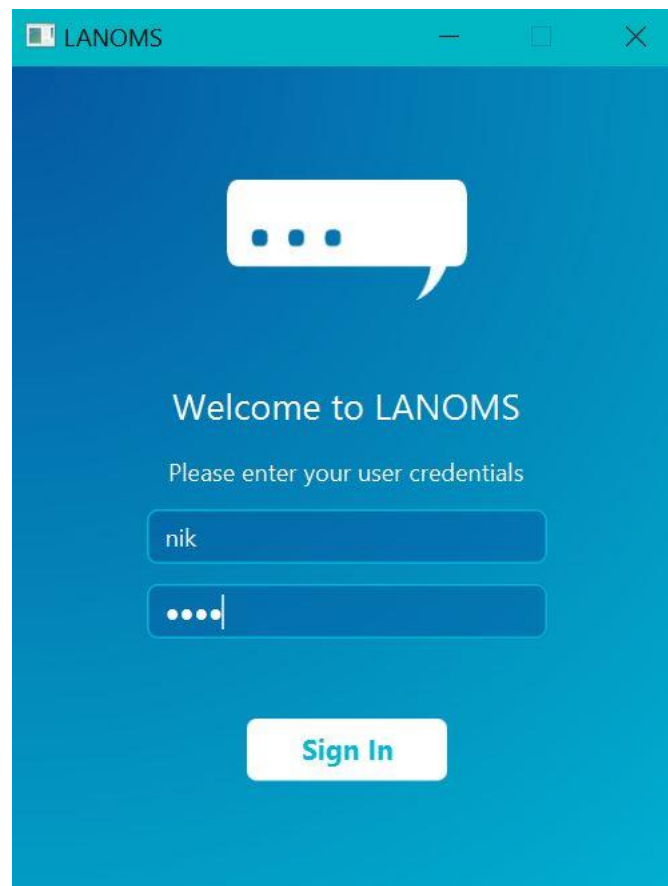 LANOMS
Welcome to LANOMS
Please enter your user credentials
nik
••••
Sign In